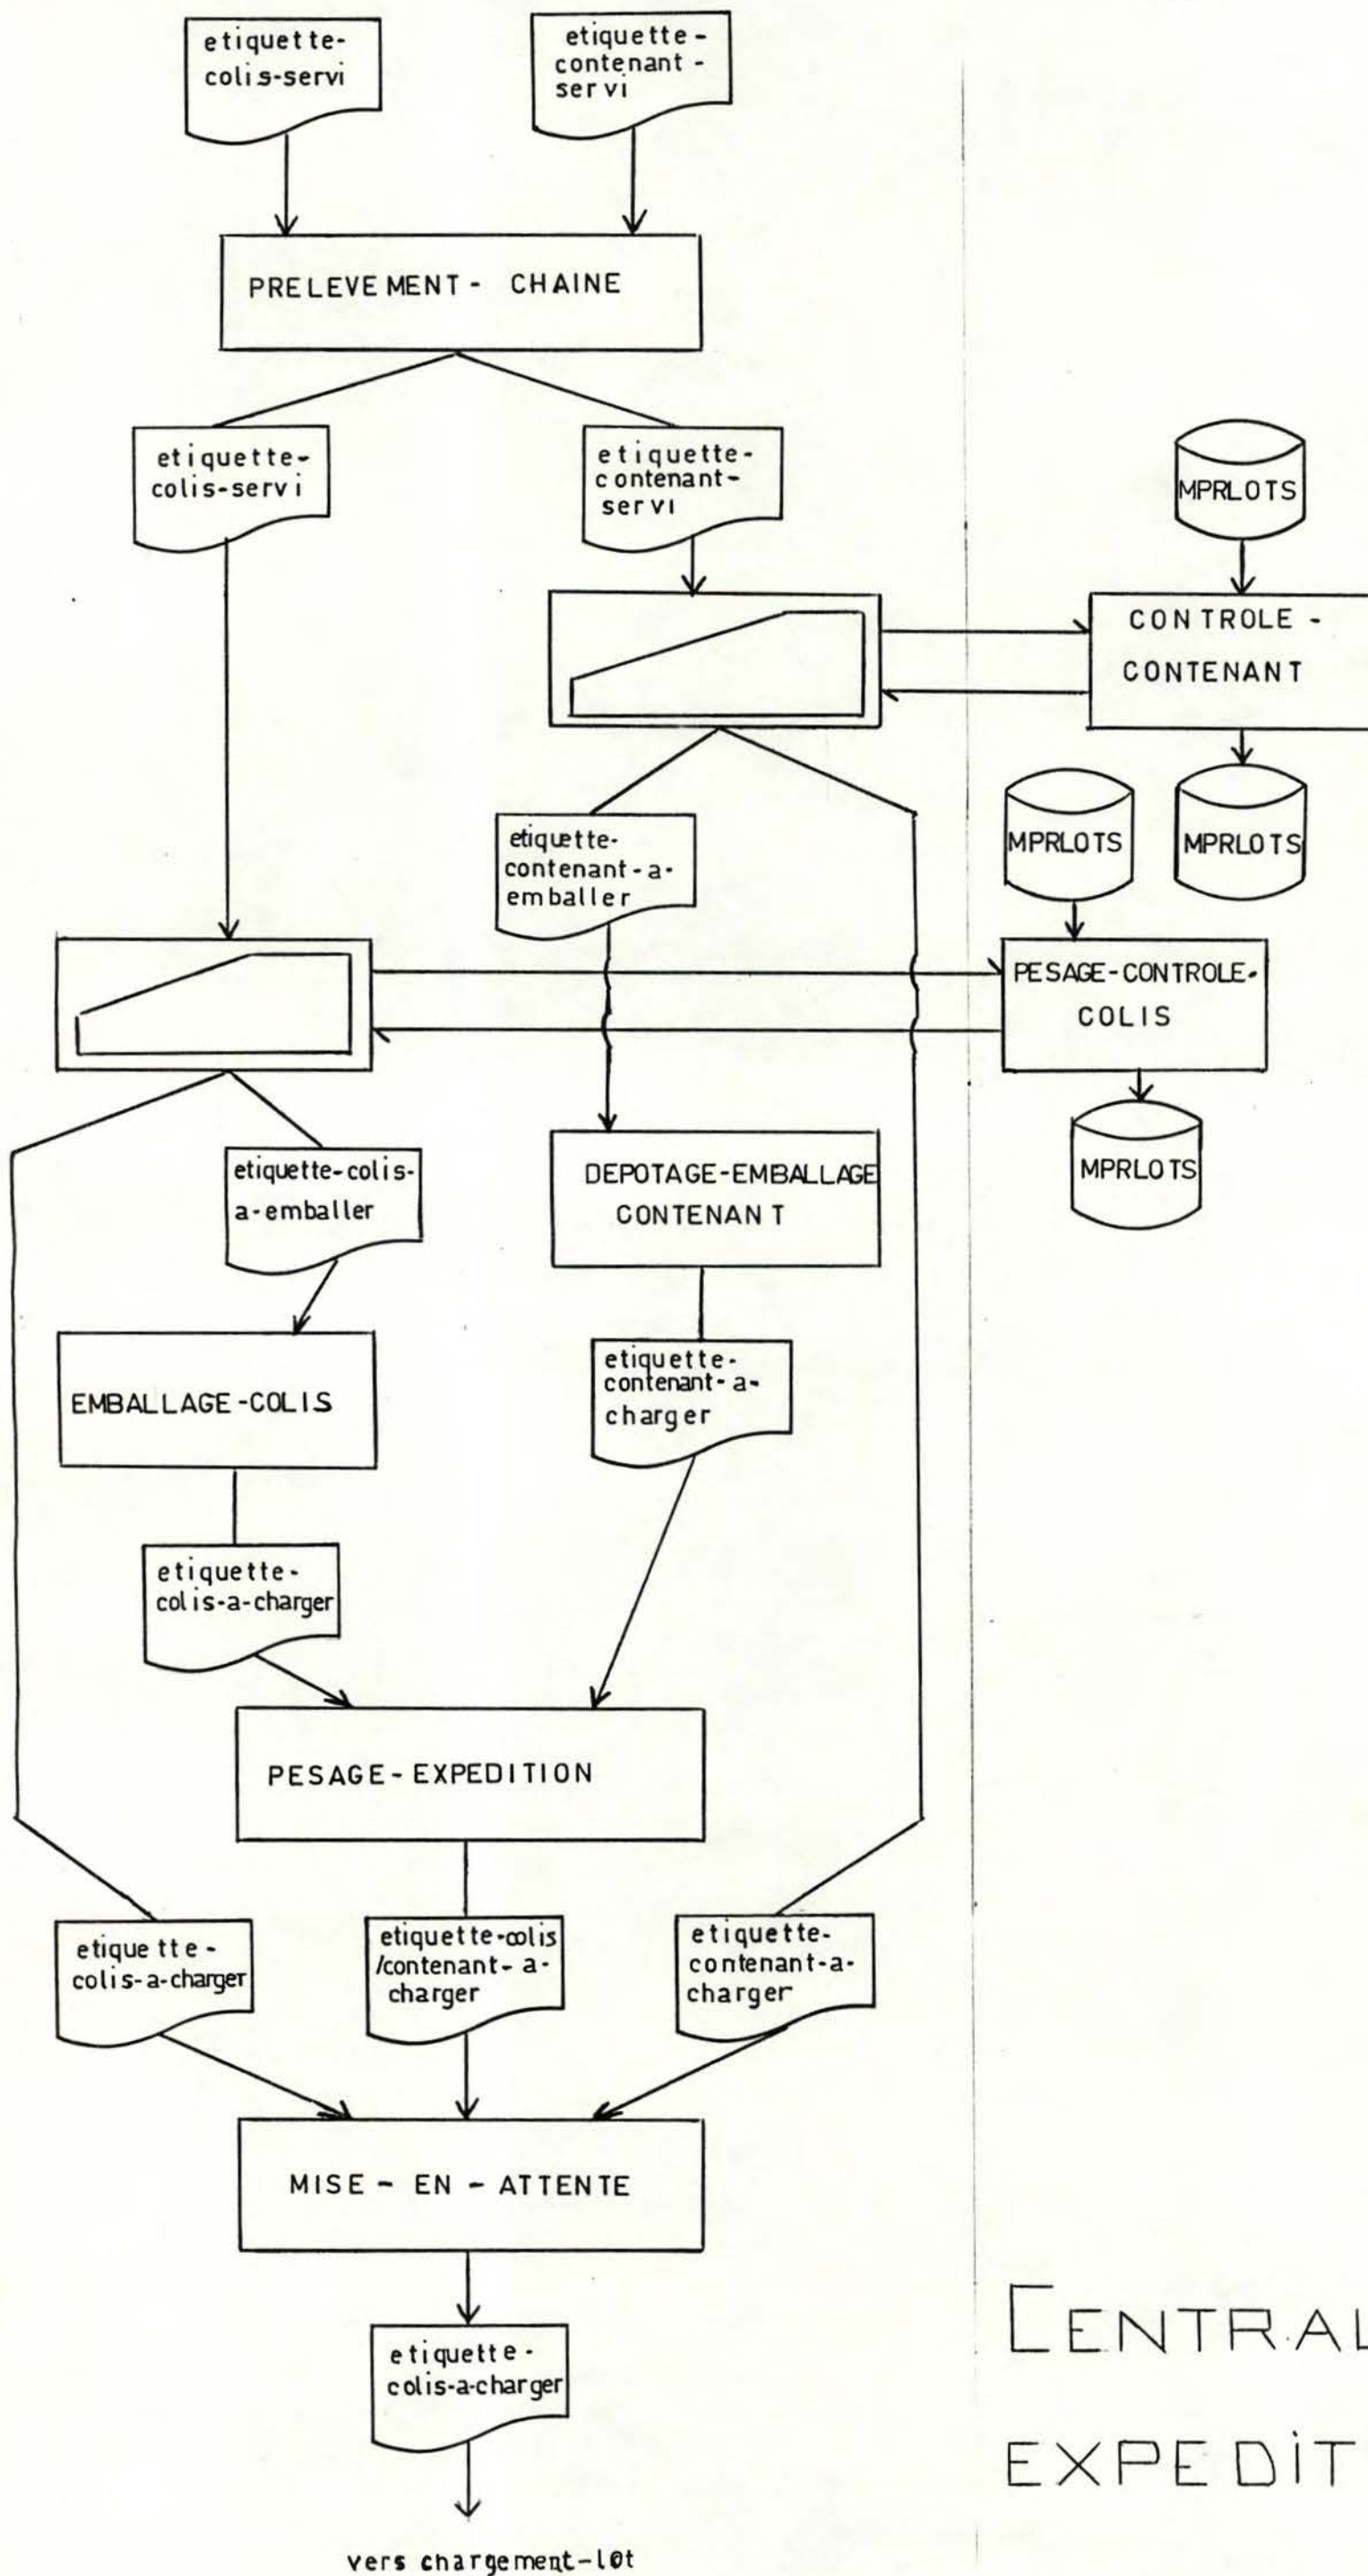 etiquette-
colis-servi
etiquette-
contenant-
servi
PRELEVEMENT- CHAINE
etiquette-
colis-servi
etiquette-
contenant-
servi
MPRLOTS
CONTROLE-
CONTENANT
etiquette-
contenant-a-
emballer
MPRLOTS
MPRLOTS
PESAGE-CONTROLE-
COLIS
etiquette-colis-
a-emballer
DEPOTAGE-EMBALLAGE
CONTENANT
MPRLOTS
EMBALLAGE-COLIS
etiquette-
contenant-a-
charger
etiquette-
colis-a-charger
PESAGE-EXPEDITION
etiquette-
colis-a-charger
etiquette-colis
/contenant-a-
charger
etiquette-
contenant-a-
charger
MISE-EN-ATTENTE
etiquette-
colis-a-charger
CENTRAL
EXPEDIT
vers chargement-lot